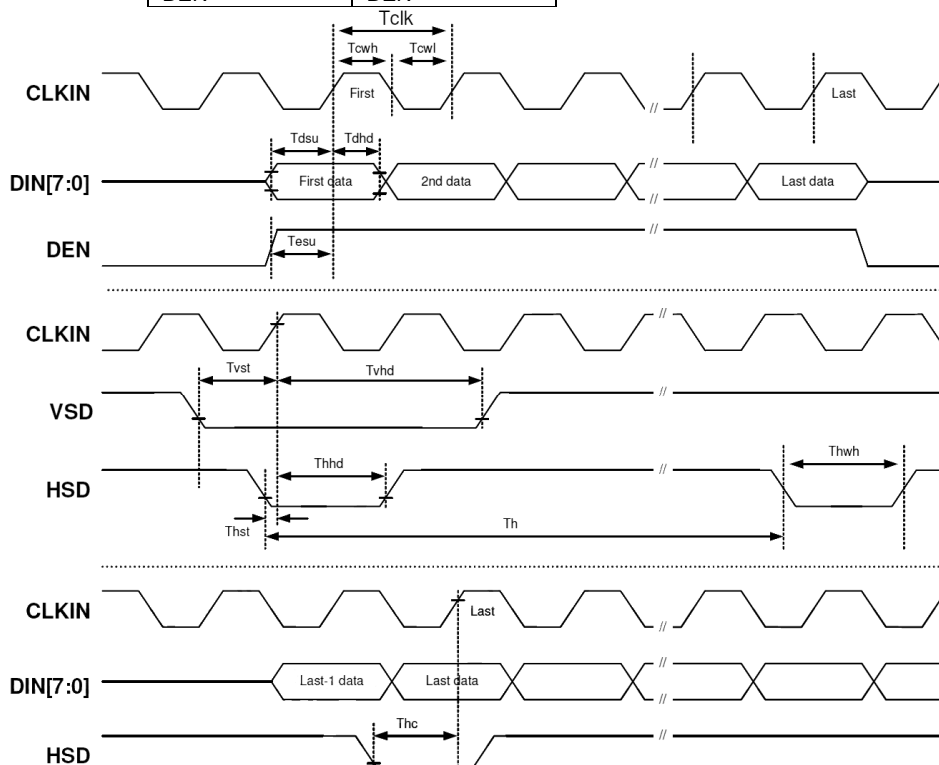 DEN DEN
Tclk
Tcwh Tcwl
CLKIN First // Last
Tdsu Tdhd
DIN[7:0] First data 2nd data // // Last data
DEN Tesu //
CLKIN //
Tvst Tvhd
VSD //
HSD Thhd // Thwh
Thst Th
CLKIN Last //
DIN[7:0] Last-1 data Last data // //
HSD Thc //